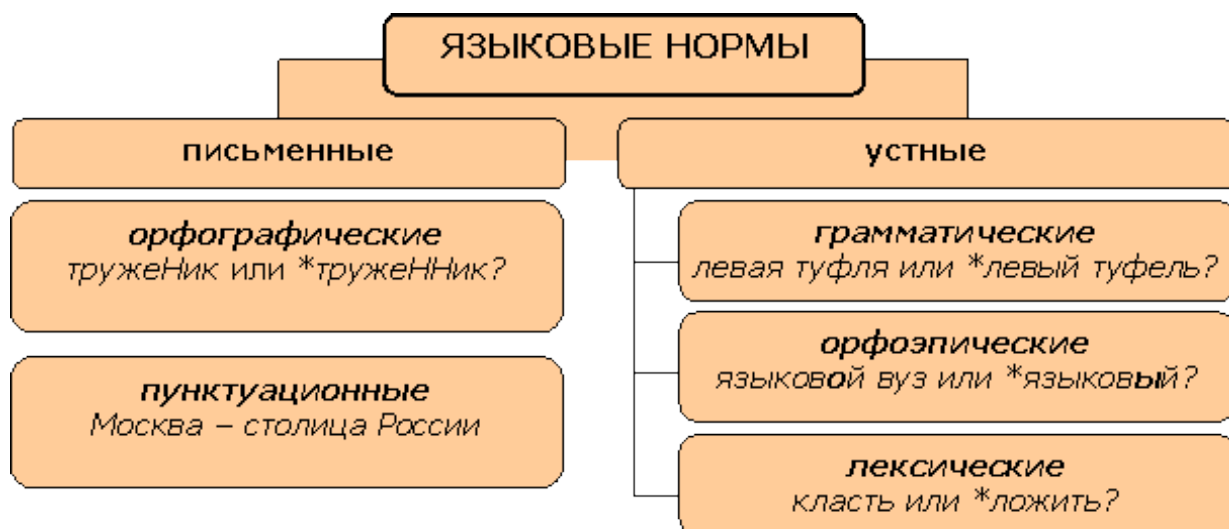 ЯЗЫКОВЫЕ НОРМЫ
письменные
орфографические
тружеНик или *тружеННик?
пунктуационные
Москва – столица России
устные
грамматические
левая туфля или *левый туфель?
орфоэпические
языковой вуз или *языковый?
лексические
класть или *ложить?